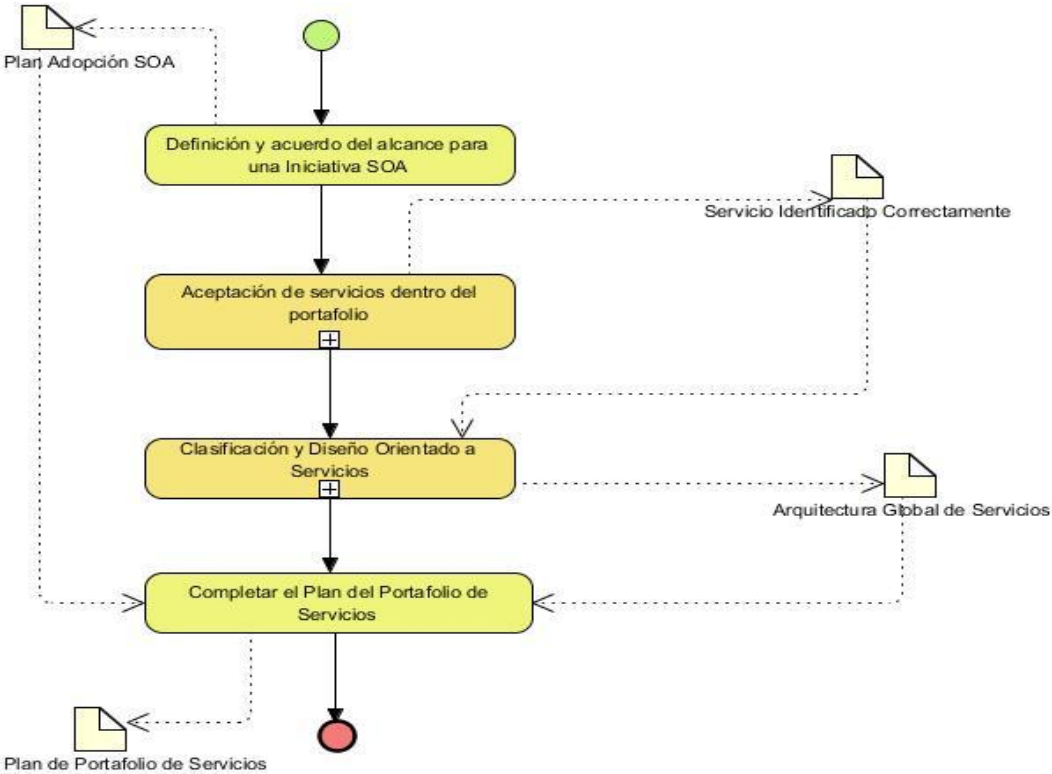 Plan Adopción SOA
Definición y acuerdo del alcance para
una Iniciativa SOA
Servicio Identificado Correctamente
Aceptación de servicios dentro del
portafolio
Clasificación y Diseño Orientado a
Servicios
Arquitectura Global de Servicios
Completar el Plan del Portafolio de
Servicios
Plan de Portafolio de Servicios